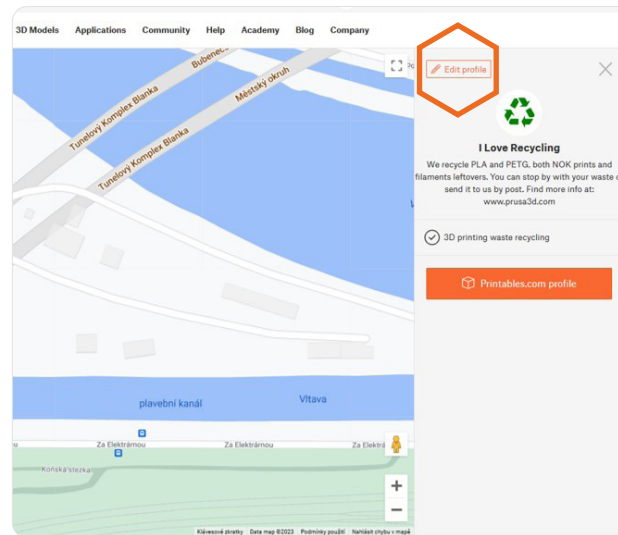 3D Models Applications Community Help Academy Blog Company
Bubeneč
Tunelový Komplex Blanka
Městský okruh
Tunelový Komplex Blanka
Edit profile
I Love Recycling
We recycle PLA and PETG, both NOK prints and
filaments leftovers. You can stop by with your waste
send it to us by post. Find more info at:
www.prusa3d.com
3D printing waste recycling
Printables.com profile
plavební kanál
Vltava
Za Elektrárnou Za Elektrárnou Za Elektrá
Koňská stezka
+
−
Klávesové zkratky Data map ©2023 Podmínky použití Nahlásit chybu v mapě